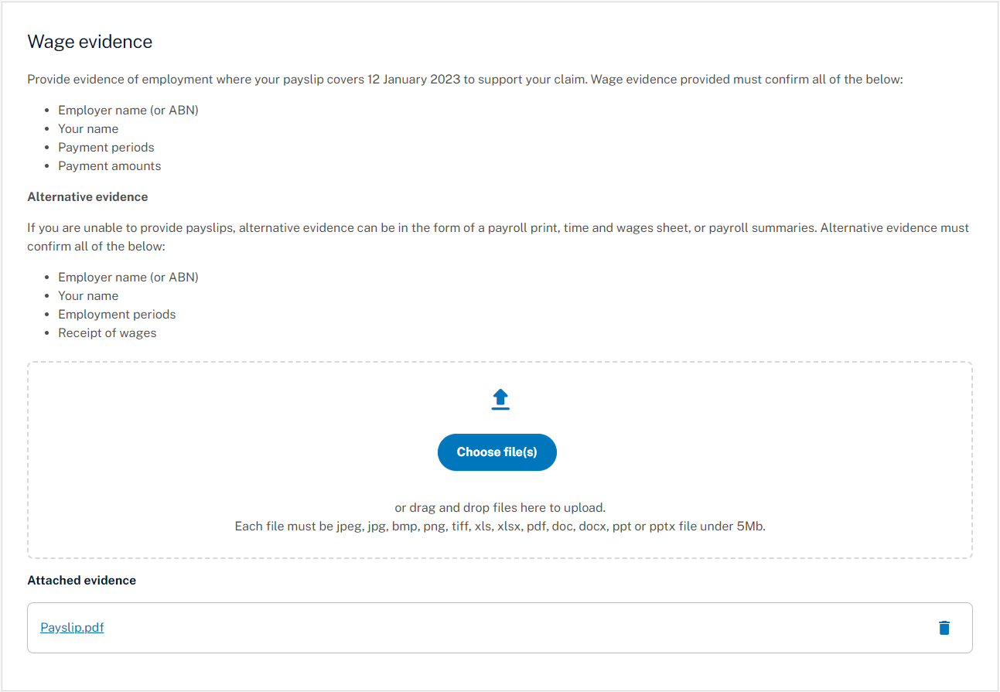 Wage evidence
Provide evidence of employment where your payslip covers 12 January 2023 to support your claim. Wage evidence provided must confirm all of the below:
• Employer name (or ABN)
• Your name
• Payment periods
• Payment amounts
Alternative evidence
If you are unable to provide payslips, alternative evidence can be in the form of a payroll print, time and wages sheet, or payroll summaries. Alternative evidence must
confirm all of the below:
• Employer name (or ABN)
• Your name
• Employment periods
• Receipt of wages
Choose file(s)
or drag and drop files here to upload.
Each file must be jpeg, jpg, bmp, png, tiff, xls, xlsx, pdf, doc, docx, ppt or pptx file under 5Mb.
Attached evidence
Payslip.pdf